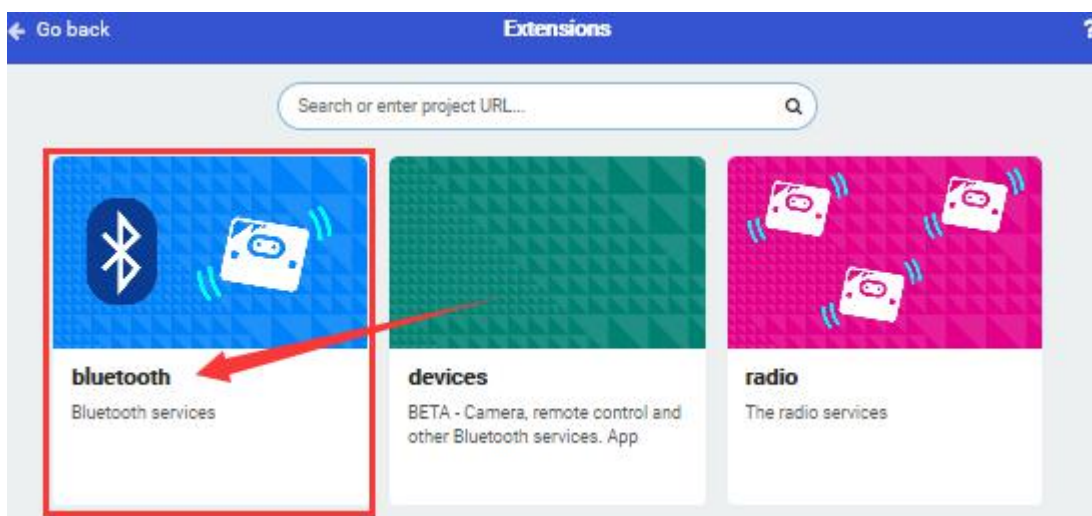 Go back
Extensions
?
Search or enter project URL...
bluetooth
Bluetooth services
devices
BETA - Camera, remote control and
other Bluetooth services. App
radio
The radio services